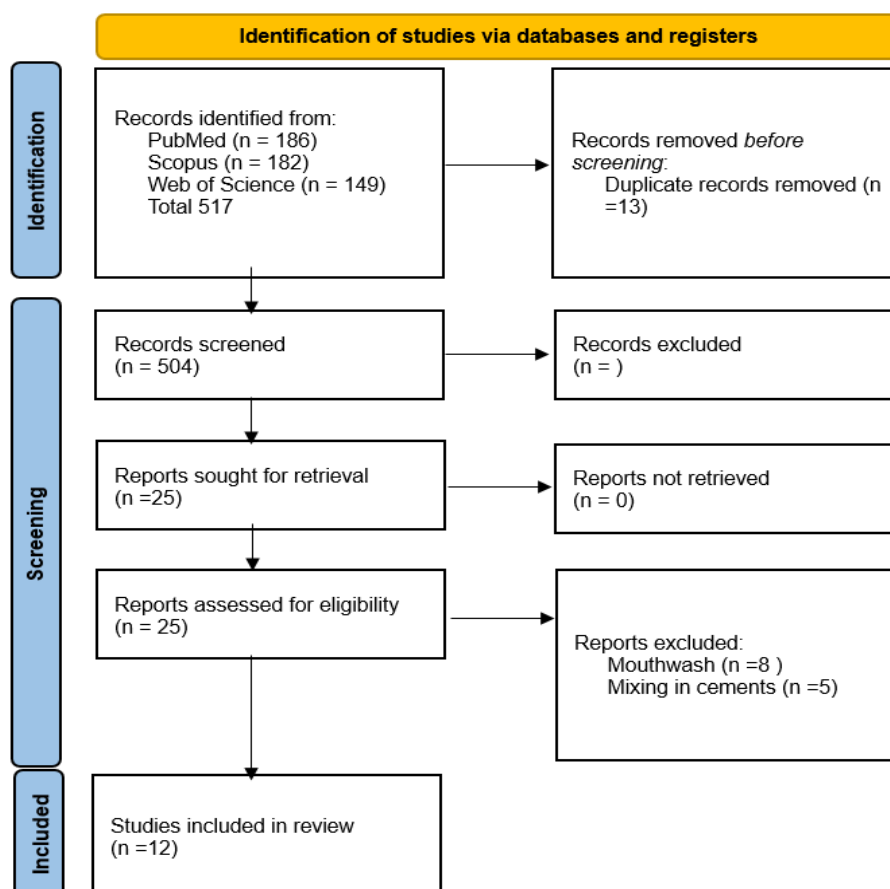 Identification of studies via databases and registers
Identification
Records identified from:
PubMed (n = 186)
Scopus (n = 182)
Web of Science (n = 149)
Total 517
Records removed before
screening:
Duplicate records removed (n
=13)
Screening
Records screened
(n = 504)
Records excluded
(n = )
Reports sought for retrieval
(n =25)
Reports not retrieved
(n = 0)
Reports assessed for eligibility
(n = 25)
Reports excluded:
Mouthwash (n =8 )
Mixing in cements (n =5)
Included
Studies included in review
(n =12)